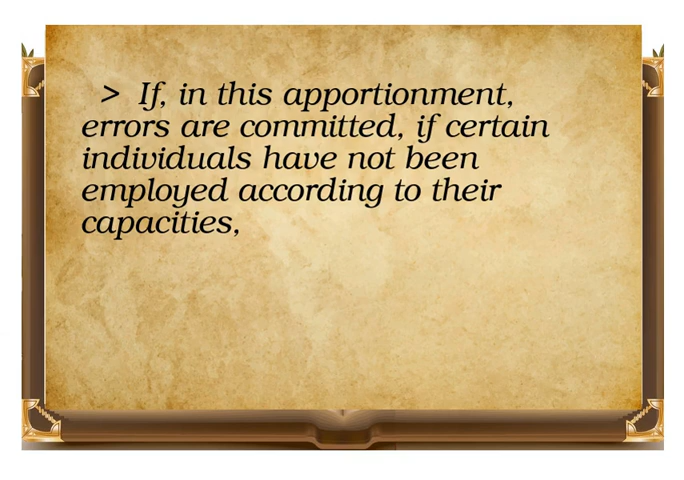 > If, in this apportionment,
errors are committed, if certain
individuals have not been
employed according to their
capacities,